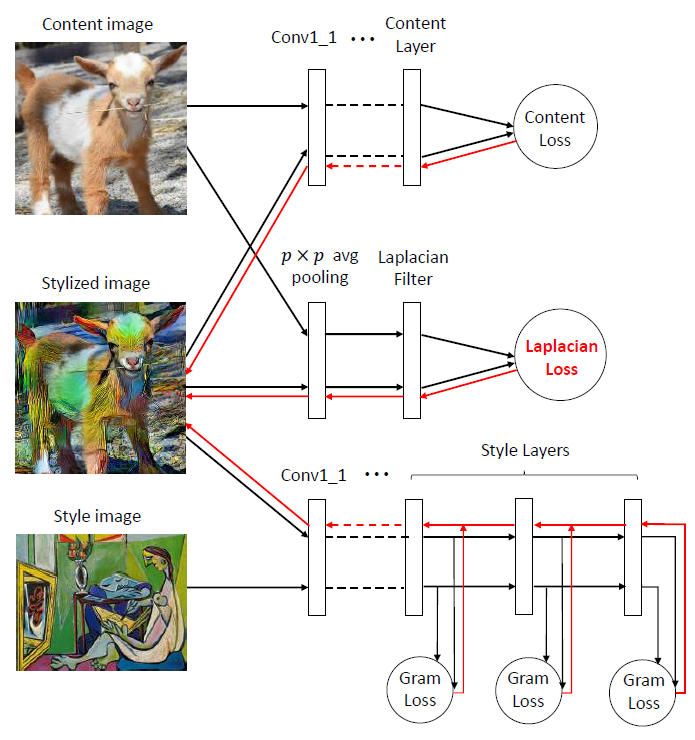 Content image
Conv1_1 ••• Content
Layer
Content
Loss
p × p avg
pooling
Laplacian
Filter
Stylized image
Laplacian
Loss
Style Layers
Conv1_1 •••
Style image
Gram
Loss
Gram
Loss
Gram
Loss